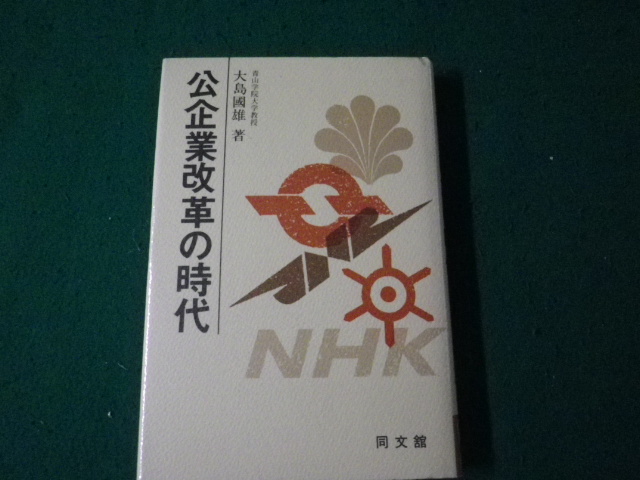 公企業改革の時代
青山学院大学教授
大島國雄 著
NHK
同文舘